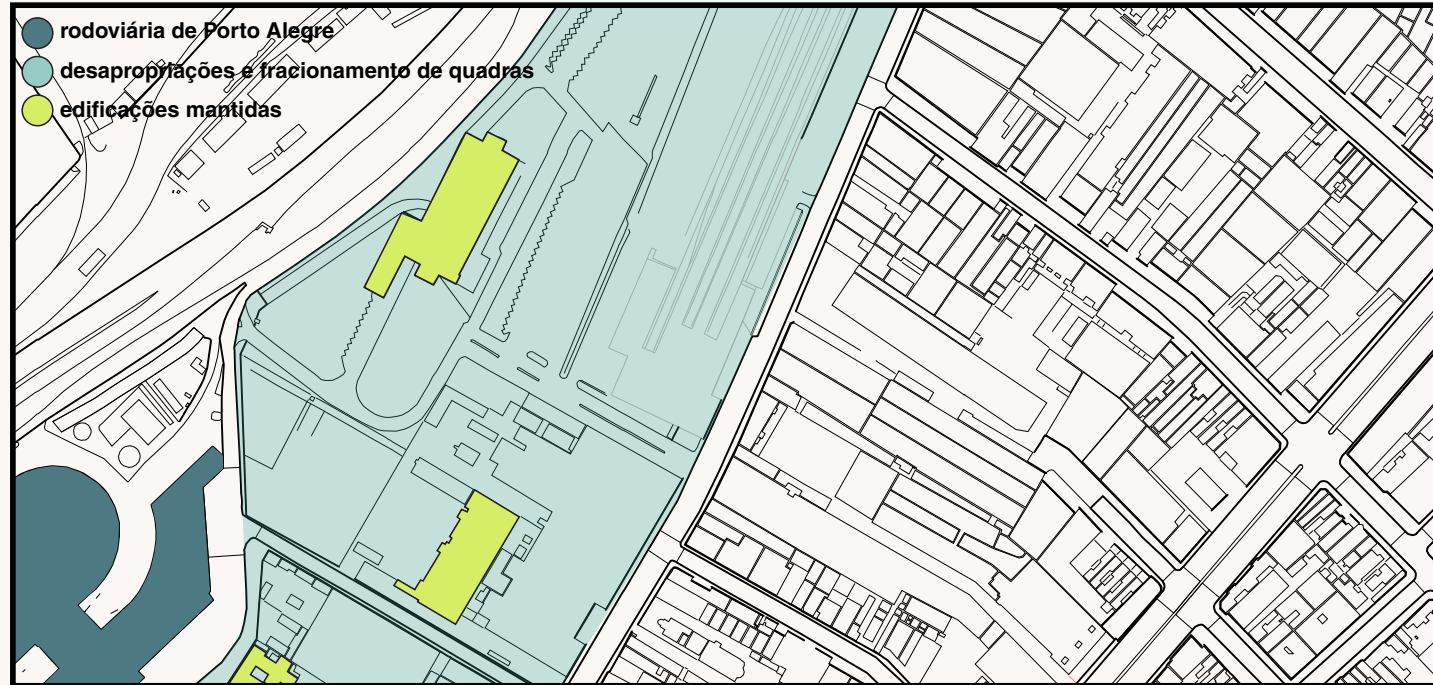 rodoviária de Porto Alegre
desapropriações e fracionamento de quadras
edificações mantidas